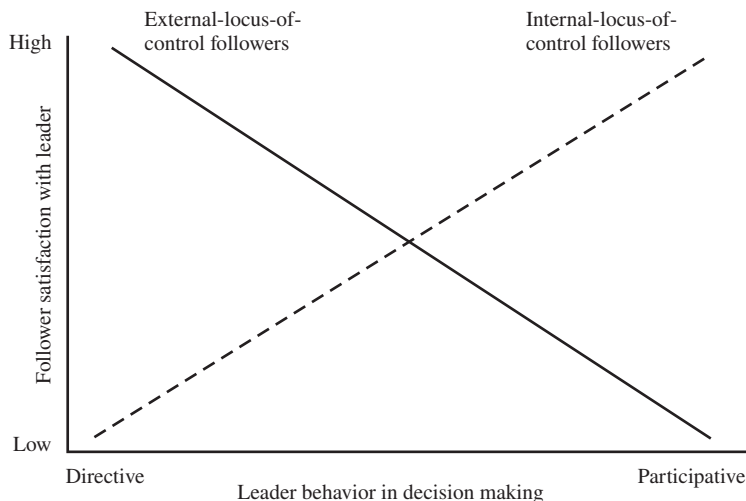 External-locus-of-
control followers
Internal-locus-of-
control followers
High
Follower satisfaction with leader
Low
Directive
Participative
Leader behavior in decision making